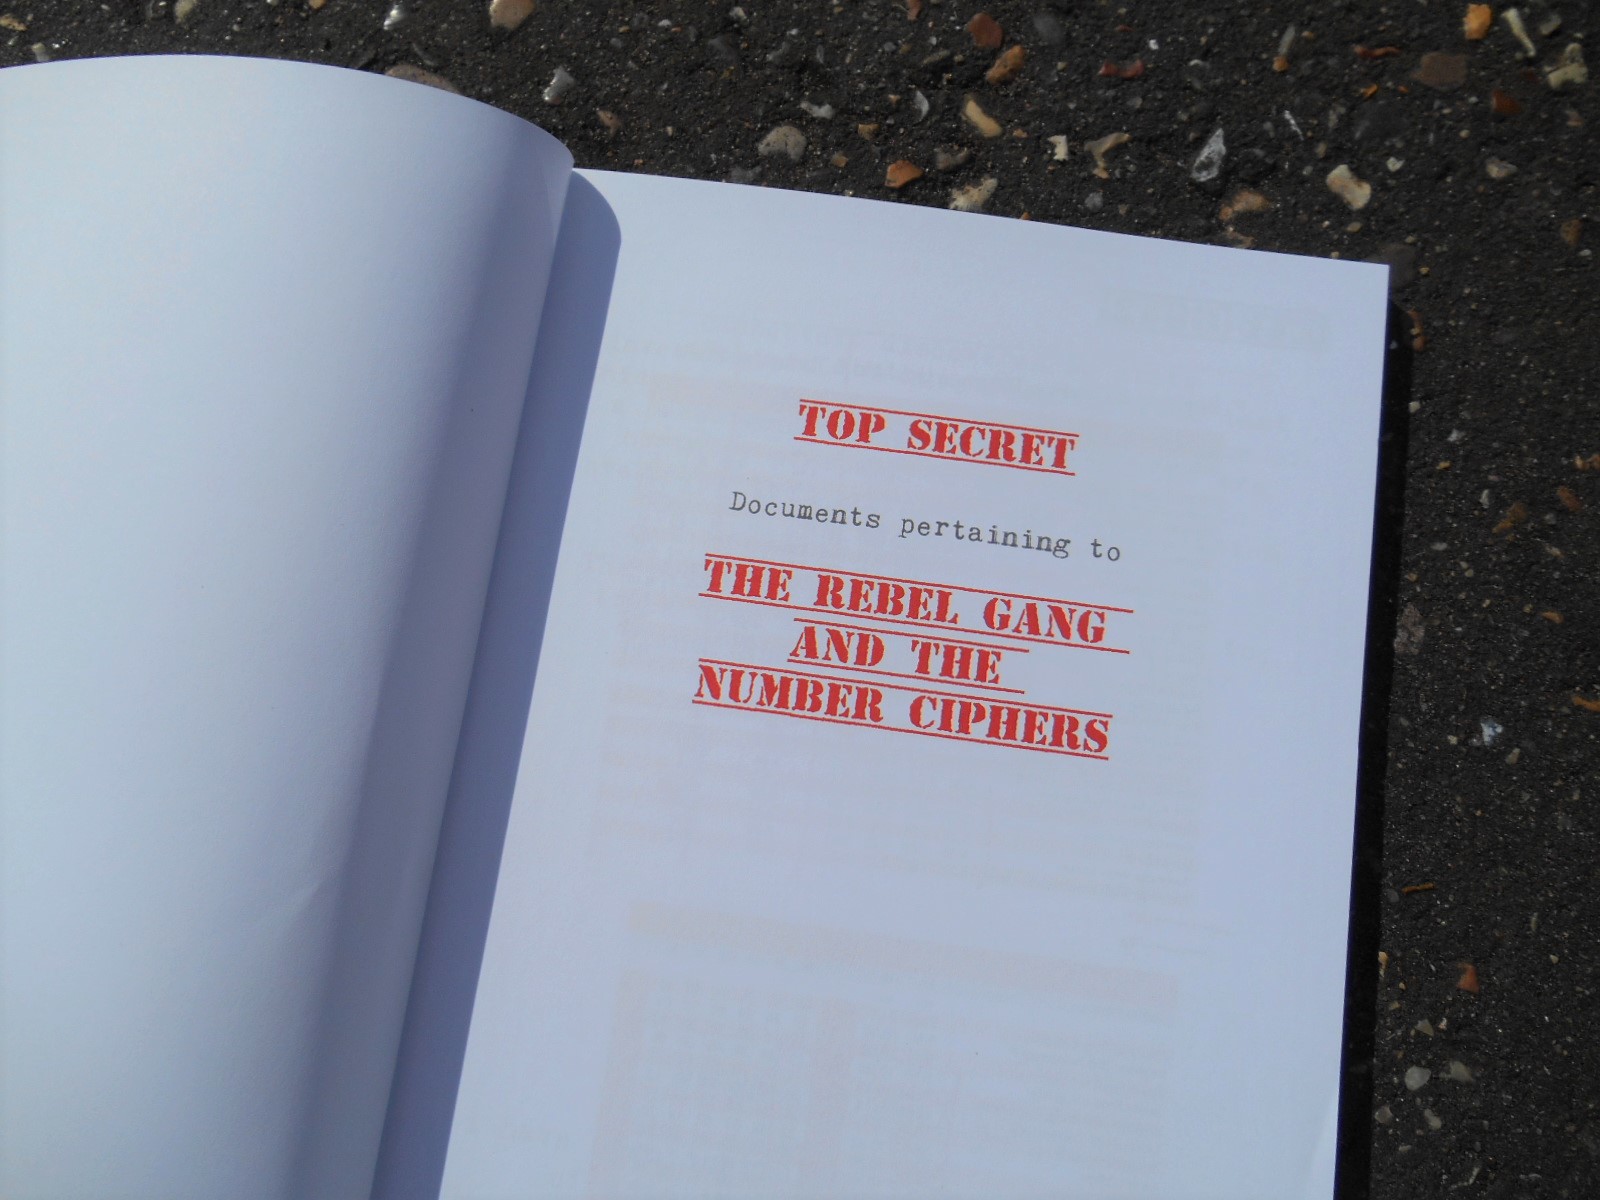 TOP SECRET
Documents pertaining to
THE REBEL GANG
AND THE
NUMBER CIPHERS